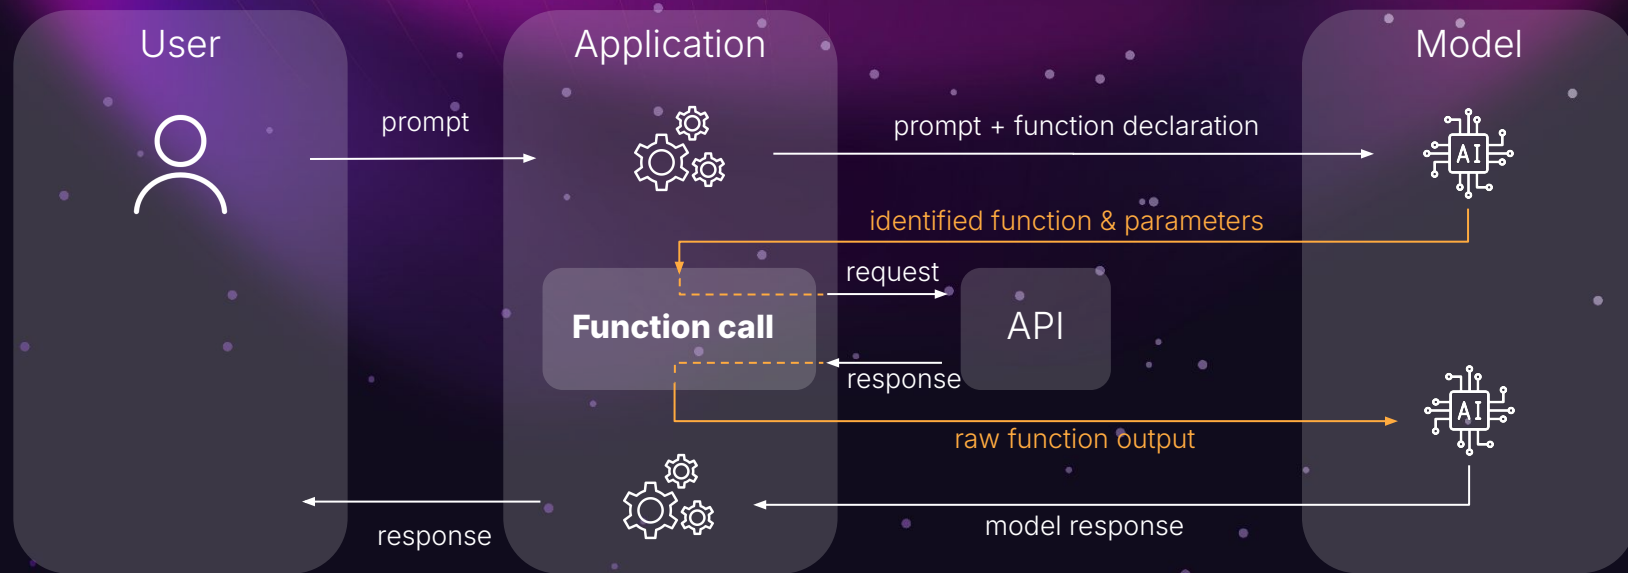 User
Application
Model
prompt
prompt + function declaration
AI
identified function & parameters
request
Function call
API
response
AI
raw function output
response
model response